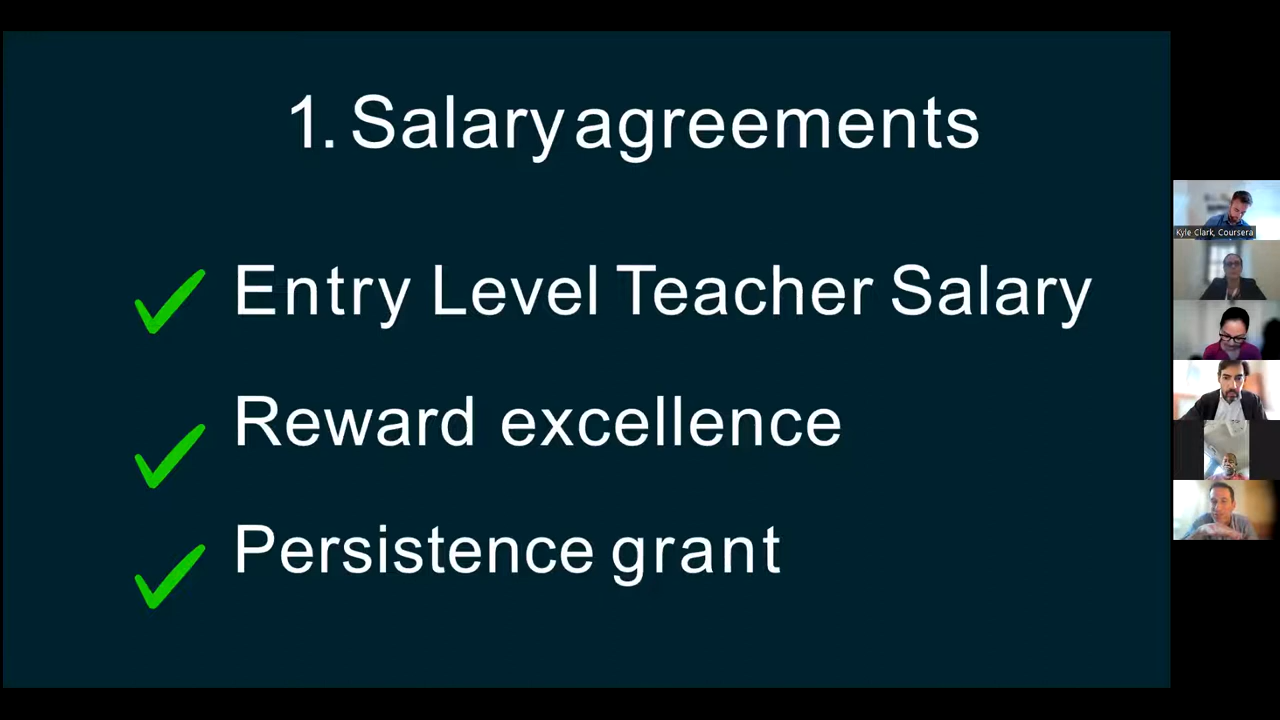 1. Salary agreements
Entry Level Teacher Salary
Reward excellence
Persistence grant
Kyle Clark, Coursera